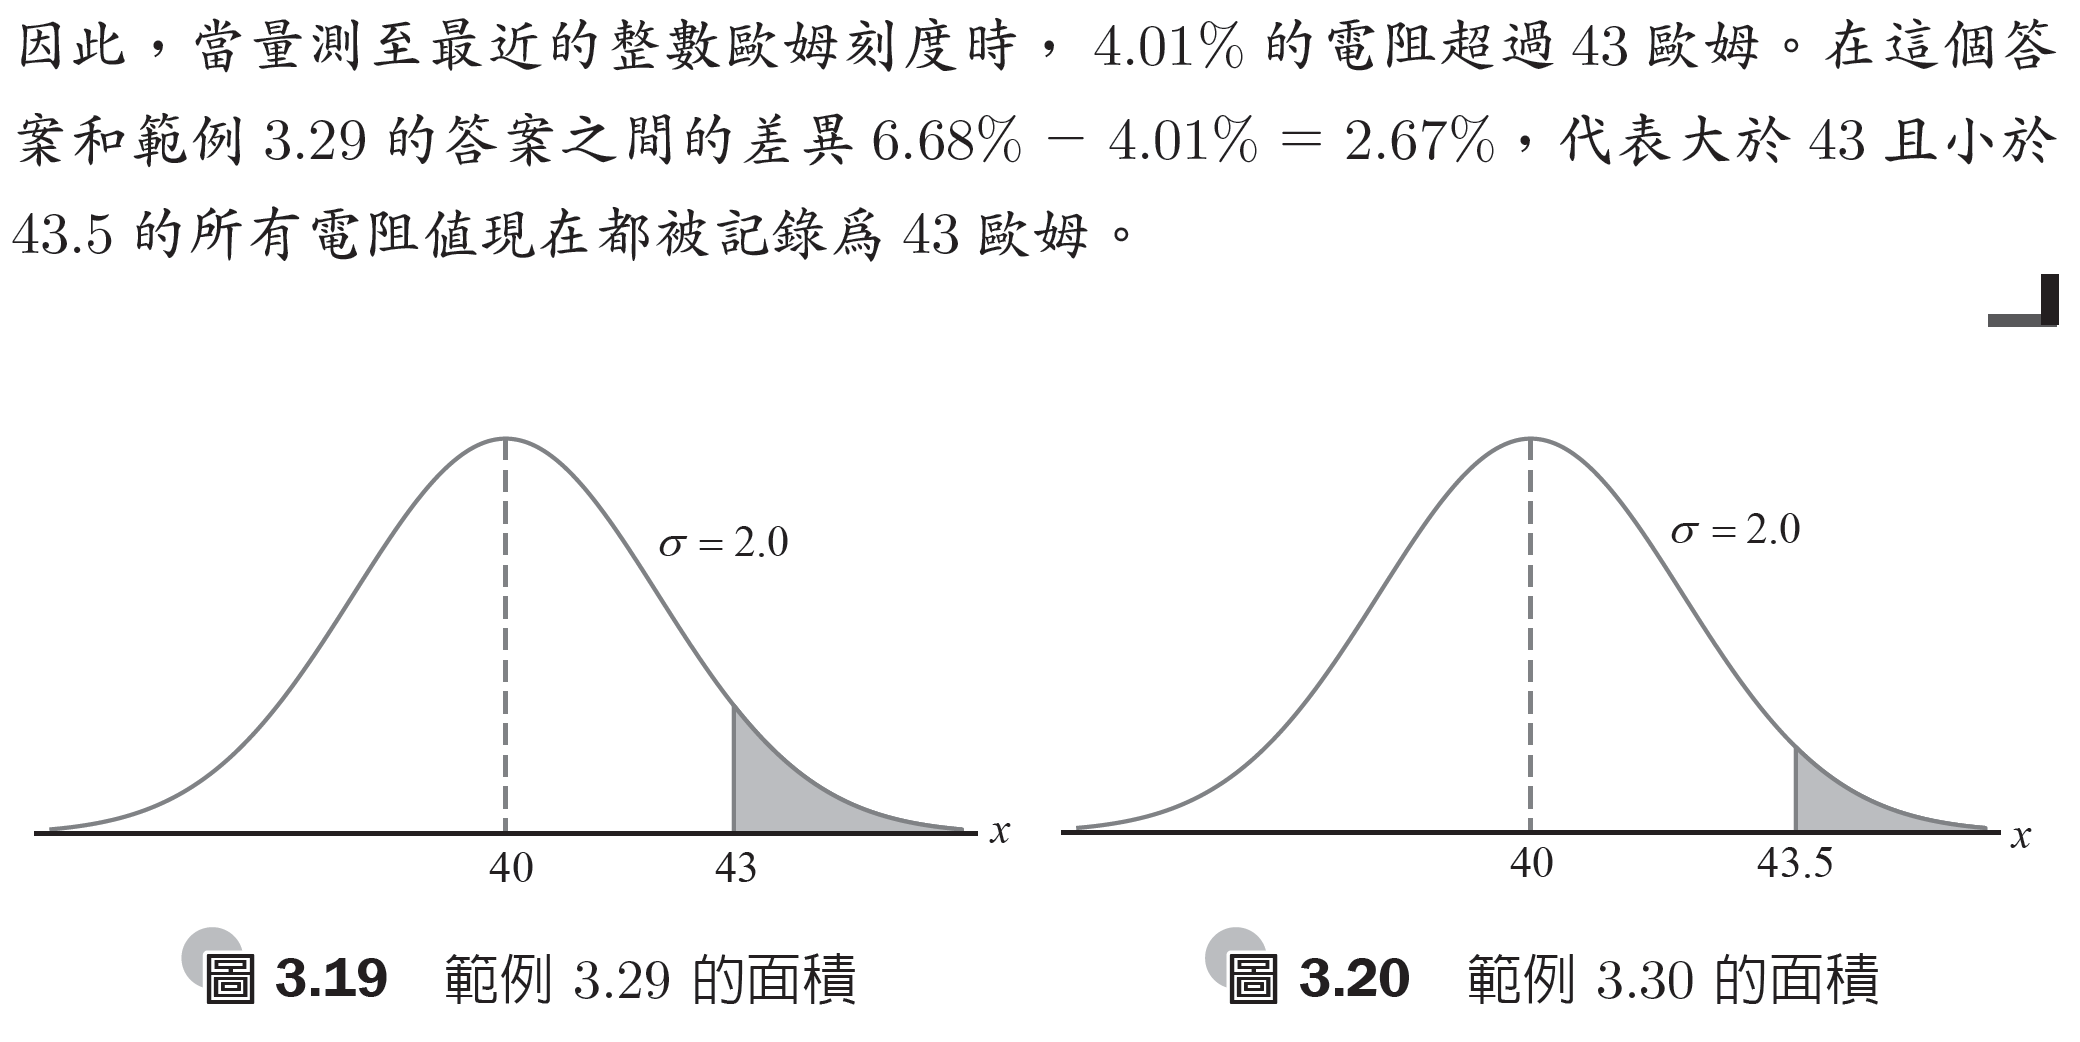 因此，當量測至最近的整數歐姆刻度時， 4.01% 的電阻超過 43 歐姆。在這個答
案和範例 3.29 的答案之間的差異 6.68% − 4.01% = 2.67%，代表大於 43 且小於
43.5 的所有電阻值現在都被記錄爲 43 歐姆。
σ = 2.0
40
43
x
圖 3.19 範例 3.29 的面積
σ = 2.0
40
43.5
x
圖 3.20 範例 3.30 的面積